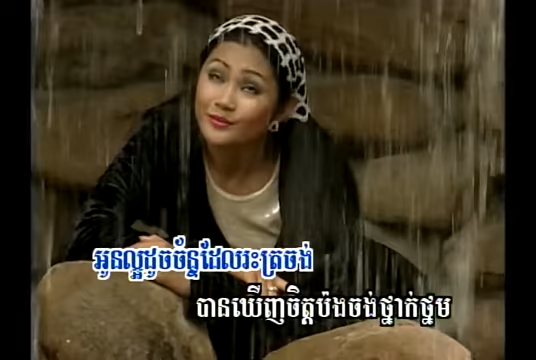 អូនល្អដូចច័ន្ទដែលរះត្រចង់
បានឃើញចិត្តប៉ងចង់ថ្នាក់ថ្នម